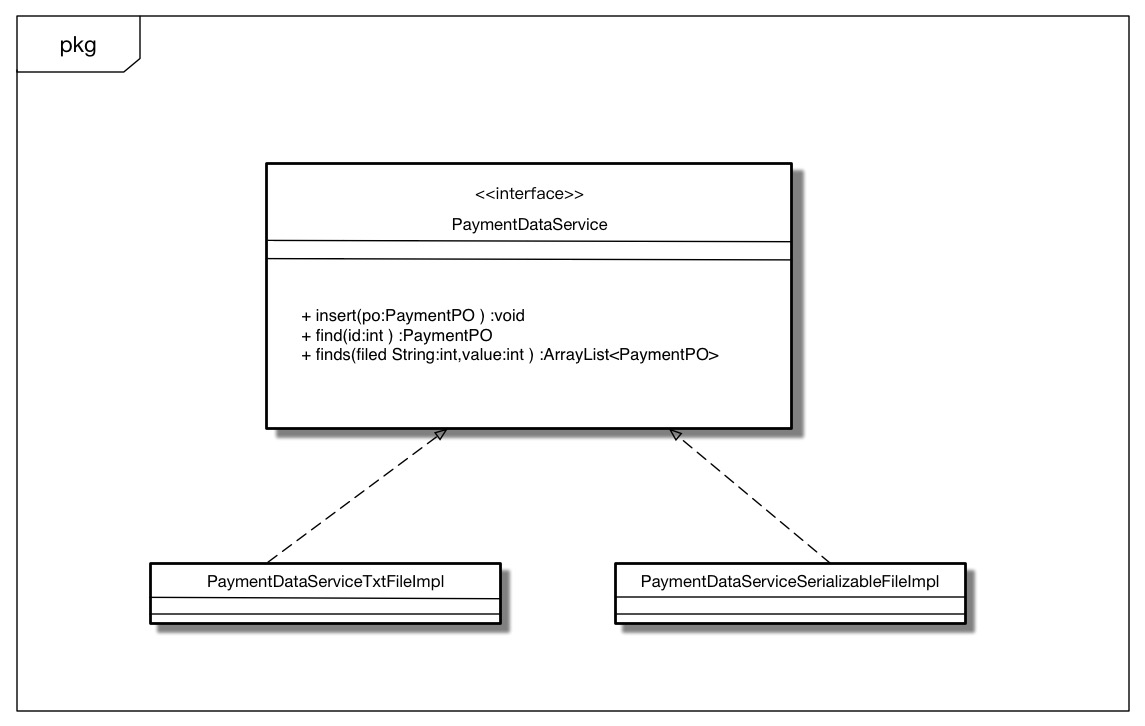 pkg
<<interface>>
PaymentDataService
+ insert(po:PaymentPO ) :void
+ find(id:int ) :PaymentPO
+ finds(filed String:int,value:int ) :ArrayList<PaymentPO>
PaymentDataServiceTxtFileImpl
PaymentDataServiceSerializableFileImpl